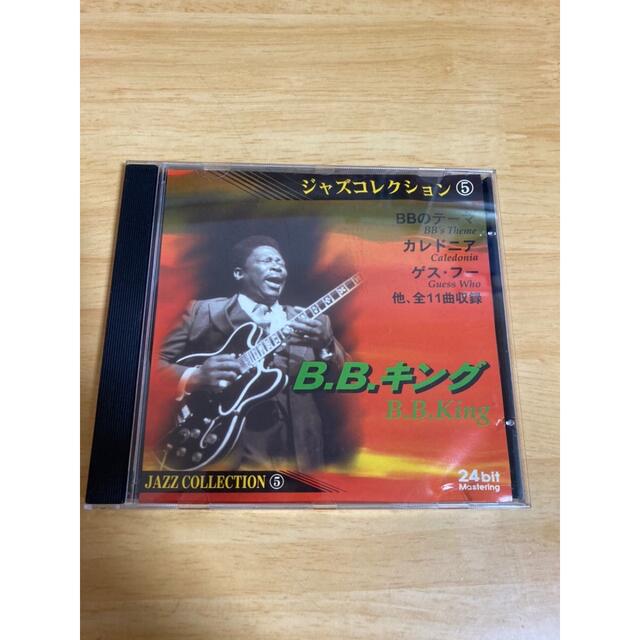 ジャズコレクション⑤
BBのテーマ
BB's Theme
カレドニア
Caledonia
ゲス・フー
Guess Who
他、全11曲収録
B.B.キング
B.B.King
JAZZ COLLECTION⑤
24bit
Mastering